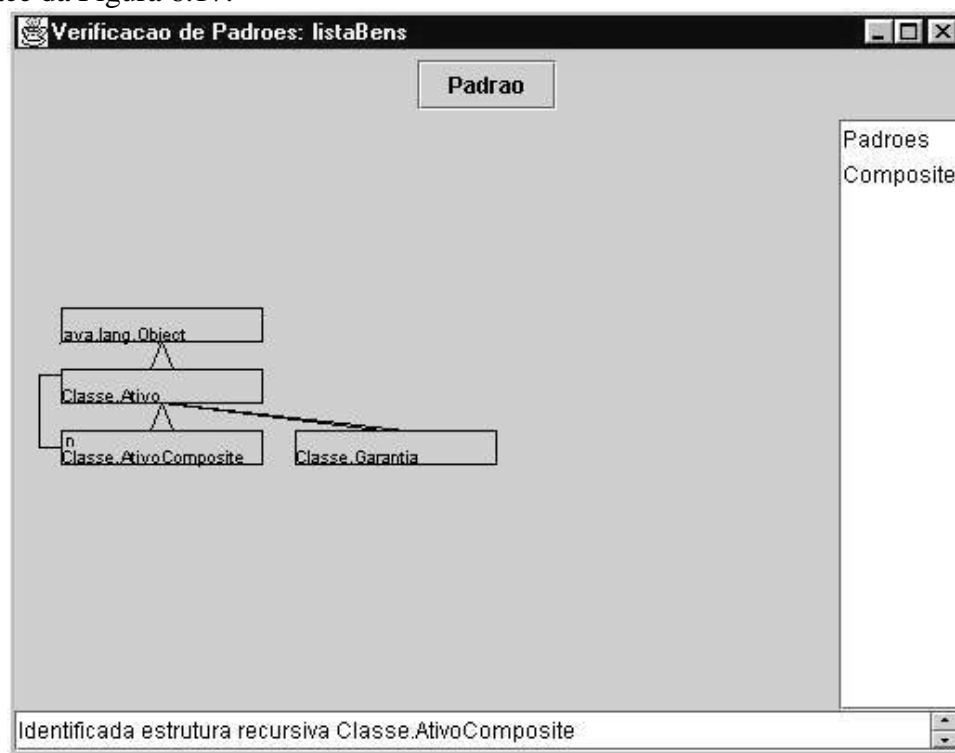 Verificacao de Padroes: listaBens
Padrao
Padroes
Composite
ava.lang.Object
Classe.Ativo
n
Classe.AtivoComposite
Classe.Garantia
Identificada estrutura recursiva Classe.AtivoComposite